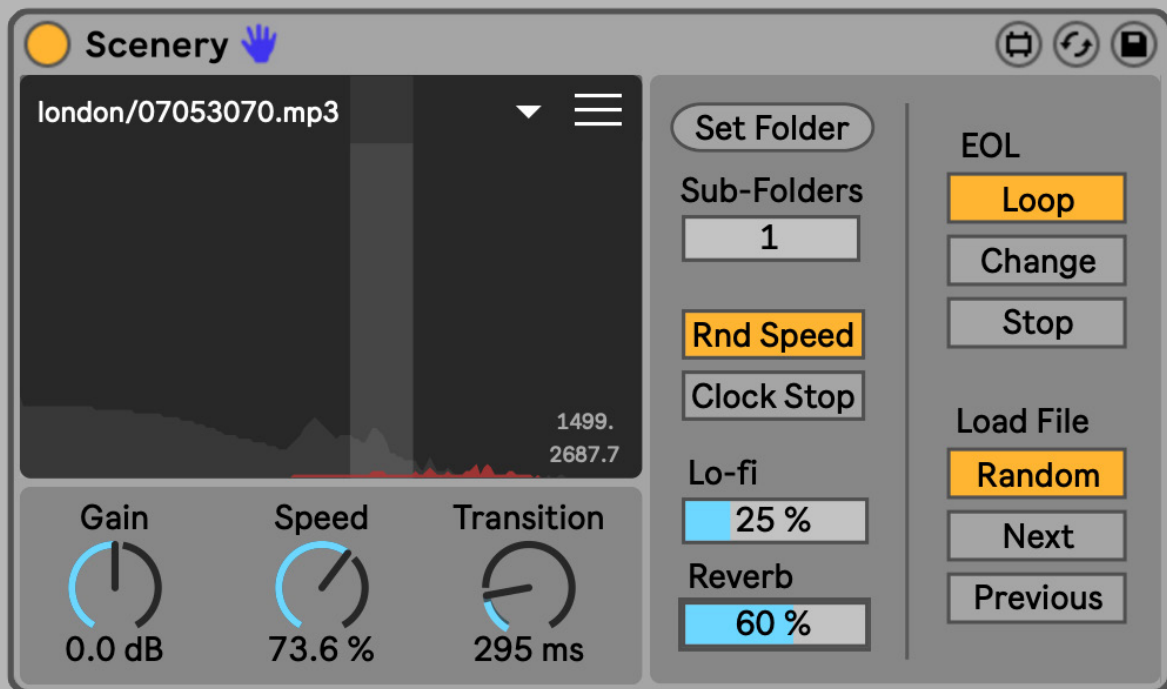 Scenery
london/07053070.mp3
1499.
2687.7
Gain
Speed
Transition
0.0 dB
73.6 %
295 ms
Set Folder
Sub-Folders
1
Rnd Speed
Clock Stop
Lo-fi
25 %
Reverb
60 %
EOL
Loop
Change
Stop
Load File
Random
Next
Previous